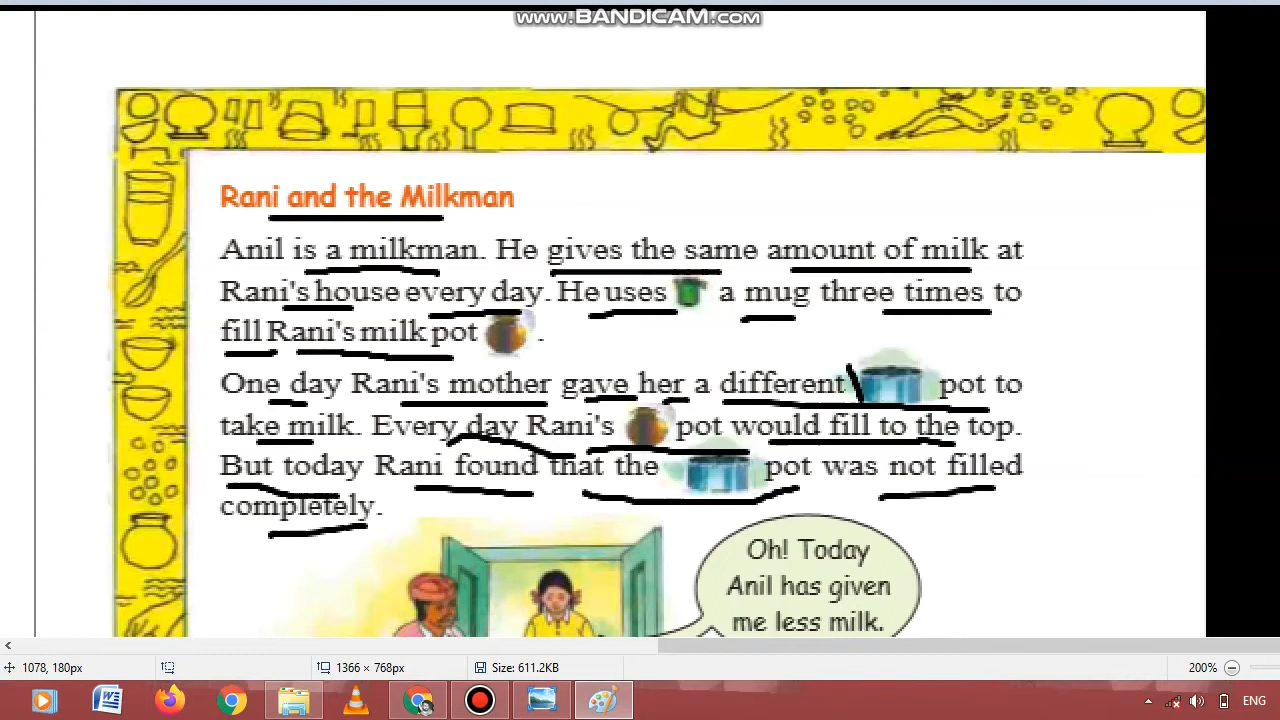 www.BANDICAM.com
Rani and the Milkman
Anil is a milkman. He gives the same amount of milk at
Rani's house every day. He uses a mug three times to
fill Rani's milk pot .
One day Rani's mother gave her a different pot to
take milk. Every day Rani's pot would fill to the top.
But today Rani found that the pot was not filled
completely.
Oh! Today
Anil has given
me less milk.
1078, 180px 1366 × 768px Size: 611.2KB 200%
ENG